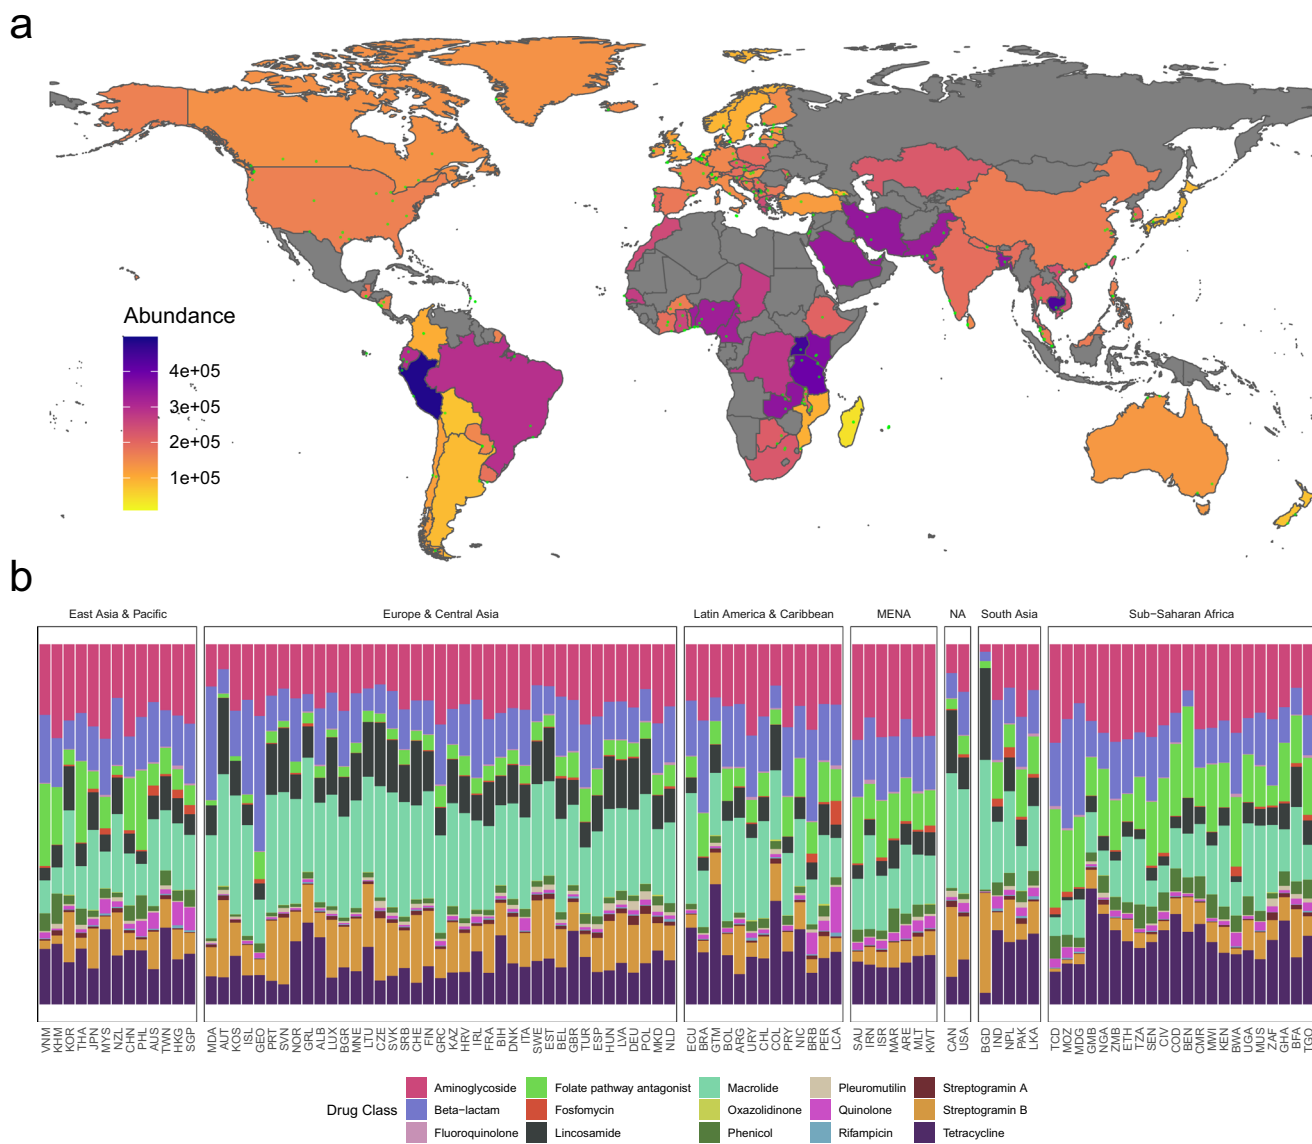 a
Abundance
4e+05
3e+05
2e+05
1e+05
b
East Asia & Pacific
Europe & Central Asia
Latin America & Caribbean
MENA
NA
South Asia
Sub−Saharan Africa
VNM KHM KOR THA JPN MYS NZL CHN PHL AUS TWN HKG SGP
MDA AUT KOS ISL GEO PRT SVN NOR GRL ALB LUX BGR MNE LTU CZE SVK SRB CHE FIN GRC KAZ HRV IRL FRA BIH DNK ITA SWE EST BEL GBR TUR ESP HUN LVA DEU POL MKD NLD
ECU BRA GTM BOL ARG URY CHL COL PRY NIC BRB PER LCA
SAU IRN ISR MAR ARE MLT KWT
CAN USA
BGD IND NPL PAK LKA
TCD MOZ MDG GMB NGA ZMB ETH TZA SEN CIV COD BEN CMR MWI KEN BWA UGA MUS ZAF GHA BFA TGO
Drug Class
Aminoglycoside
Beta−lactam
Fluoroquinolone
Folate pathway antagonist
Fosfomycin
Lincosamide
Macrolide
Oxazolidinone
Phenicol
Pleuromutilin
Quinolone
Rifampicin
Streptogramin A
Streptogramin B
Tetracycline